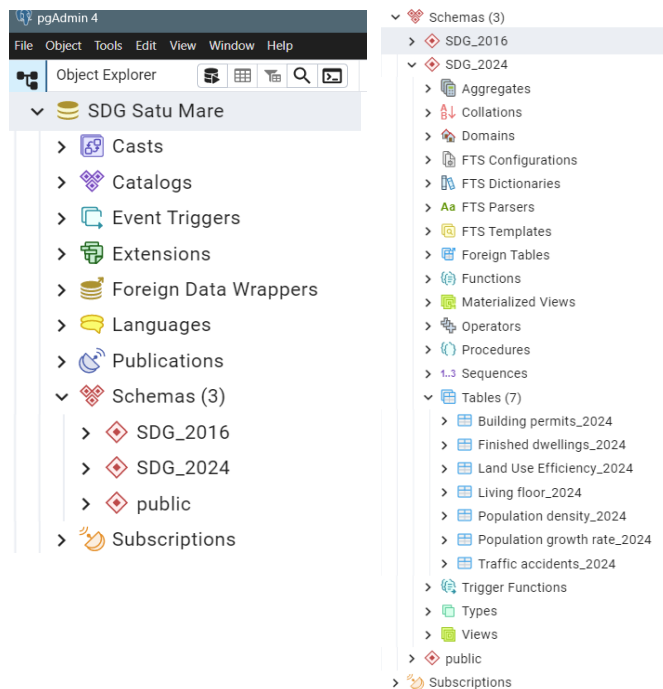 pgAdmin 4
File Object Tools Edit View Window Help
Object Explorer
SDG Satu Mare
Casts
Catalogs
Event Triggers
Extensions
Foreign Data Wrappers
Languages
Publications
Schemas (3)
SDG_2016
SDG_2024
public
Subscriptions
Schemas (3)
SDG_2016
SDG_2024
Aggregates
Collations
Domains
FTS Configurations
FTS Dictionaries
Aa FTS Parsers
FTS Templates
Foreign Tables
Functions
Materialized Views
Operators
Procedures
1..3 Sequences
Tables (7)
Building permits_2024
Finished dwellings_2024
Land Use Efficiency_2024
Living floor_2024
Population density_2024
Population growth rate_2024
Traffic accidents_2024
Trigger Functions
Types
Views
public
Subscriptions